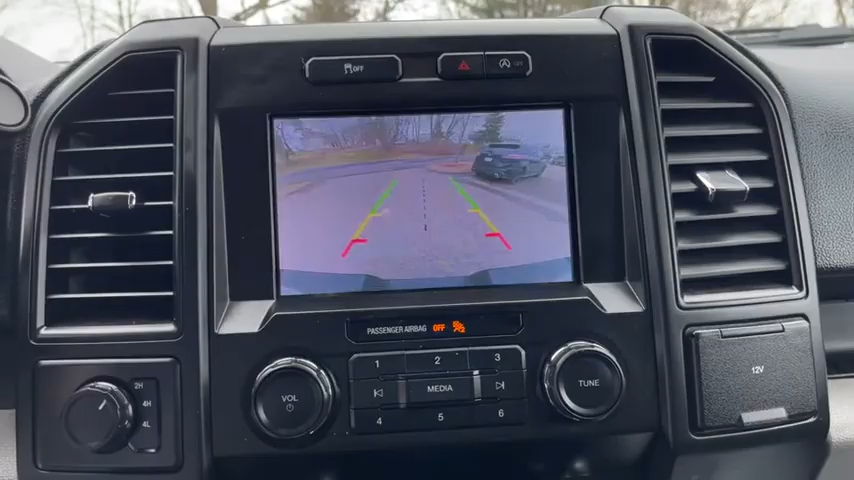 OFF
PASSENGER AIRBAG OFF
1 2 3
VOL
MEDIA
TUNE
4 5 6
2H
4H
4L
12V